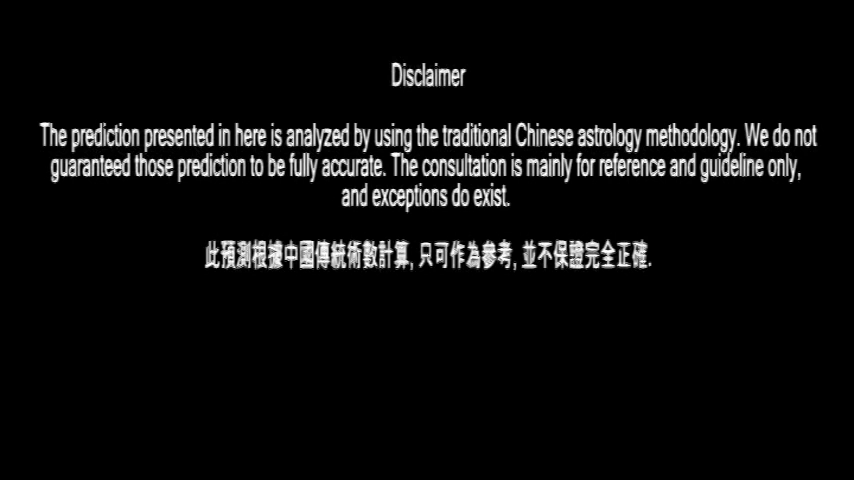 Disclaimer
The prediction presented in here is analyzed by using the traditional Chinese astrology methodology. We do not
guaranteed those prediction to be fully accurate. The consultation is mainly for reference and guideline only,
and exceptions do exist.
此預測根據中國傳統術數計算, 只可作為參考, 並不保證完全正確.